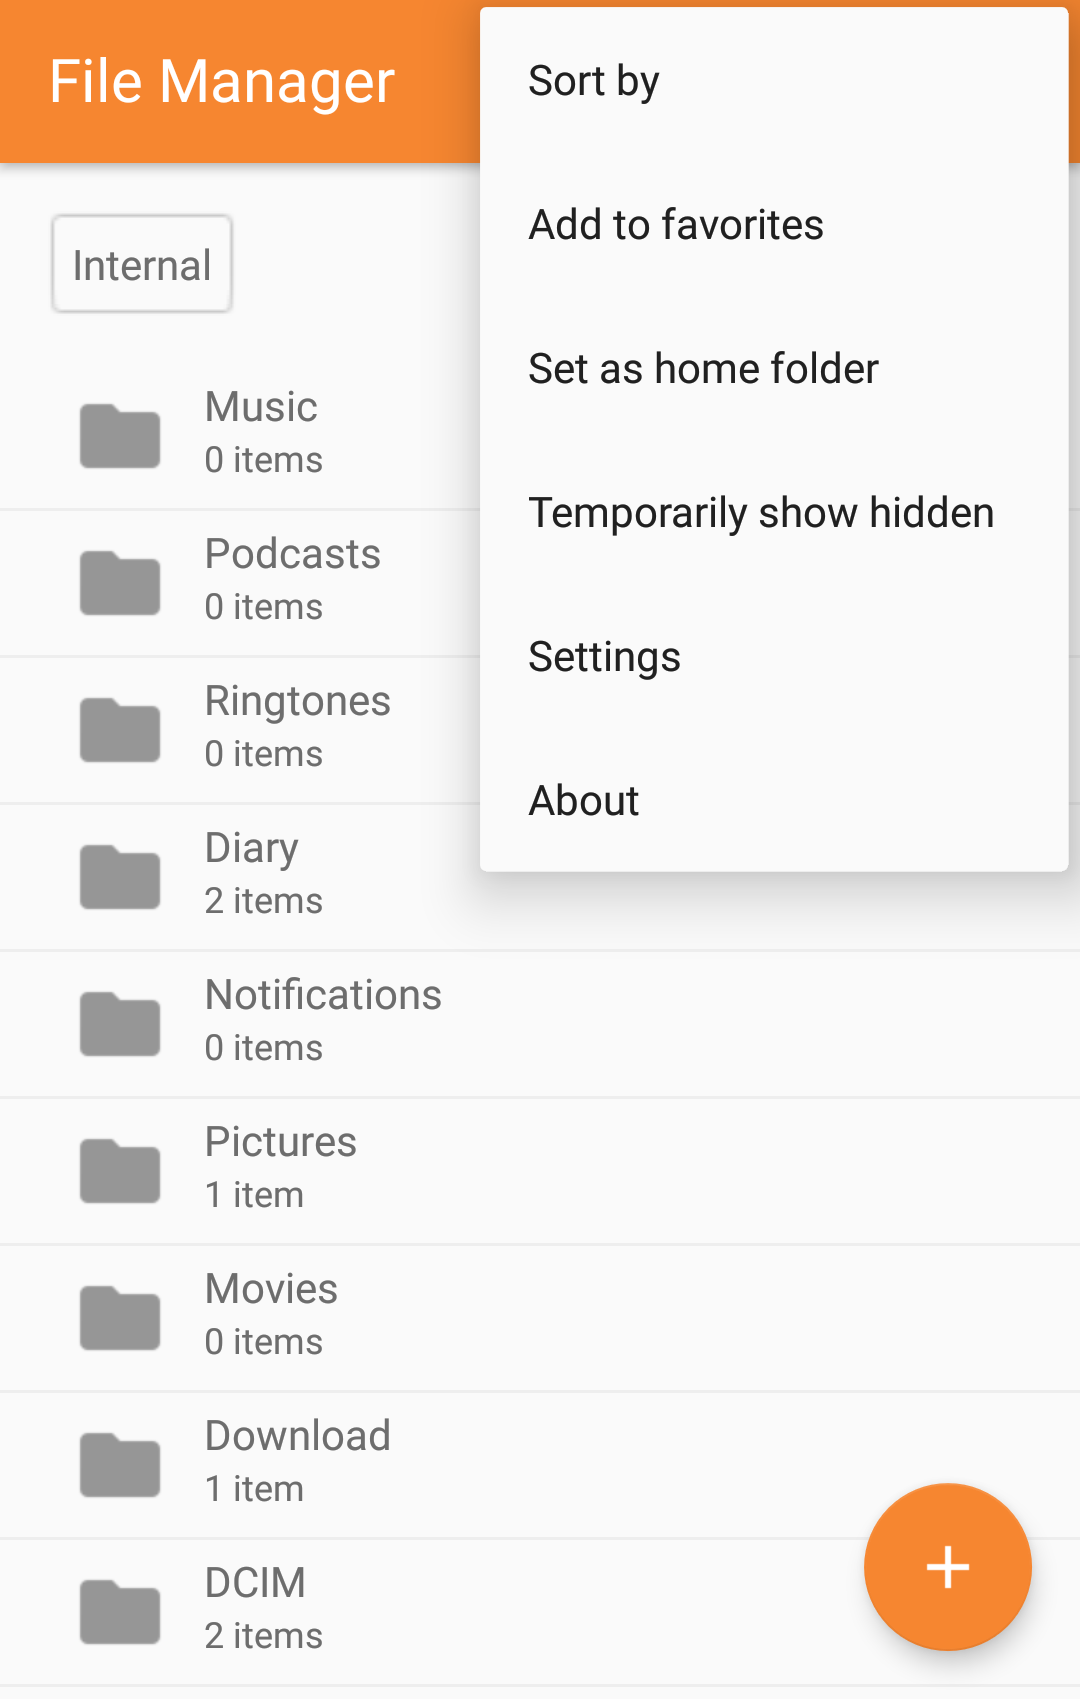 File Manager
Sort by
Add to favorites
Set as home folder
Temporarily show hidden
Settings
About
Internal
Music
0 items
Podcasts
0 items
Ringtones
0 items
Diary
2 items
Notifications
0 items
Pictures
1 item
Movies
0 items
Download
1 item
DCIM
2 items